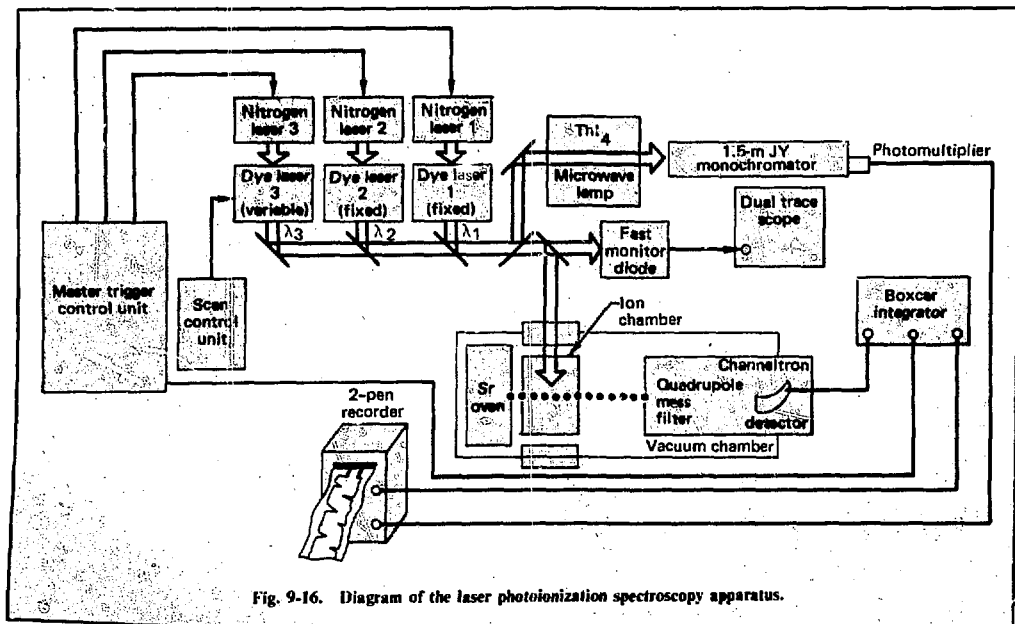 Nitrogen
laser 3
Nitrogen
laser 2
Nitrogen
laser 1
ThI4
Microwave
lamp
1.5-m JY
monochromator
Photomultiplier
Dye laser
3
(variable)
Dye laser
2
(fixed)
Dye laser
1
(fixed)
λ3
λ2
λ1
Fast
monitor
diode
Dual trace
scope
Master trigger
control unit
Scan
control
unit
Ion
chamber
Boxcar
integrator
Sr
oven
Channeltron
Quadrupole
mass
filter
detector
Vacuum chamber
2-pen
recorder
Fig. 9-16. Diagram of the laser photoionization spectroscopy apparatus.